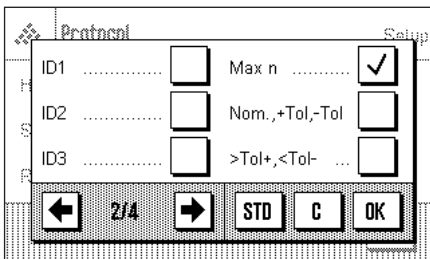 Protocol Setup
ID1 .............. Max n ..........
ID2 .............. Nom.,+Tol,-Tol
ID3 .............. >Tol+,<Tol- ...
2/4 STD C OK